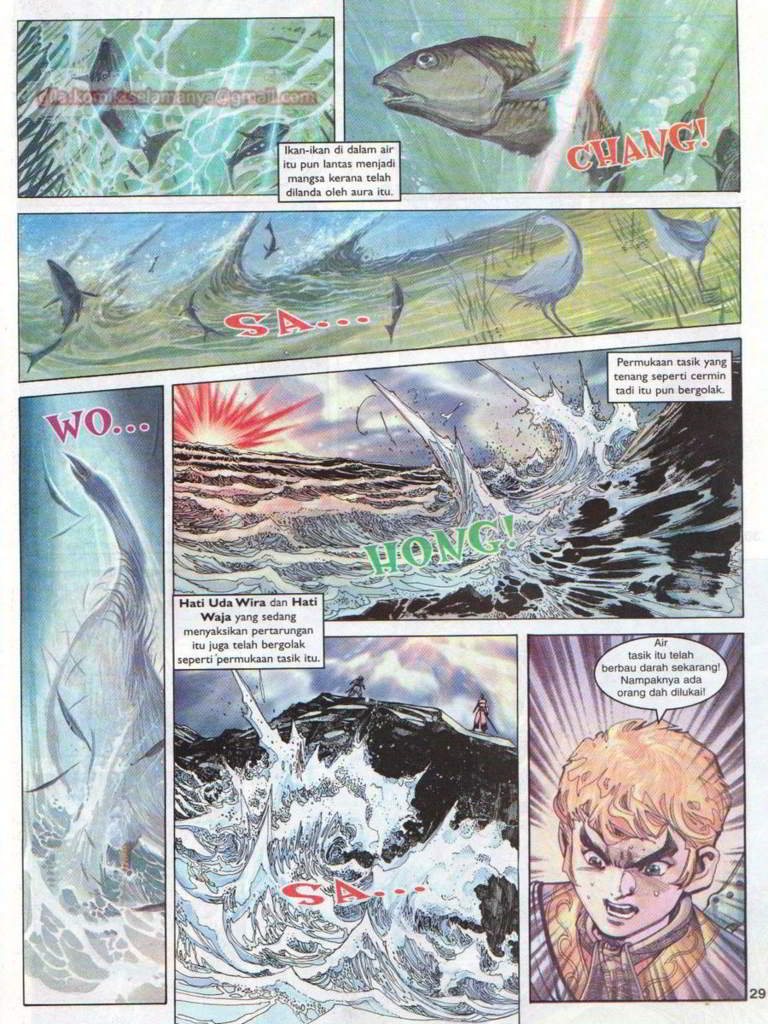 gilakomikselamanya@gmail.com
Ikan-ikan di dalam air
itu pun lantas menjadi
mangsa kerana telah
dilanda oleh aura itu.
CHANG!
SA...
WO...
Permukaan tasik yang
tenang seperti cermin
tadi itu pun bergolak.
HONG!
Hati Uda Wira dan Hati
Waja yang sedang
menyaksikan pertarungan
itu juga telah bergolak
seperti permukaan tasik itu.
SA...
Air
tasik itu telah
berbau darah sekarang!
Nampaknya ada
orang dah dilukai!
29